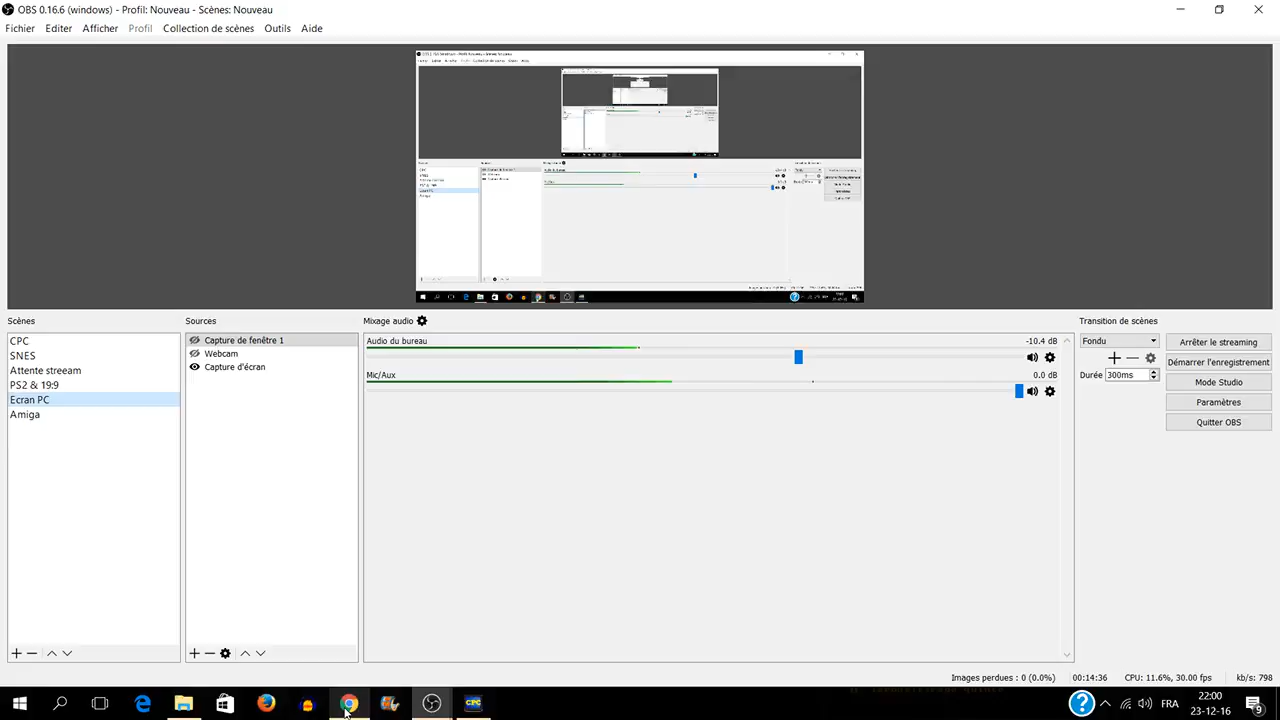 OBS 0.16.6 (windows) - Profil: Nouveau - Scènes: Nouveau
Fichier Editer Afficher Profil Collection de scènes Outils Aide
Scènes
CPC
SNES
Attente streeam
PS2 & 19:9
Ecran PC
Amiga
Sources
Capture de fenêtre 1
Webcam
Capture d'écran
Mixage audio
Audio du bureau -10.4 dB
Mic/Aux 0.0 dB
Transition de scènes
Fondu
Durée 300ms
Arrêter le streaming
Démarrer l'enregistrement
Mode Studio
Paramètres
Quitter OBS
Images perdues : 0 (0.0%) 00:14:36 CPU: 11.6%, 30.00 fps kb/s: 798
CPC
FRA
22:00
23-12-16
9